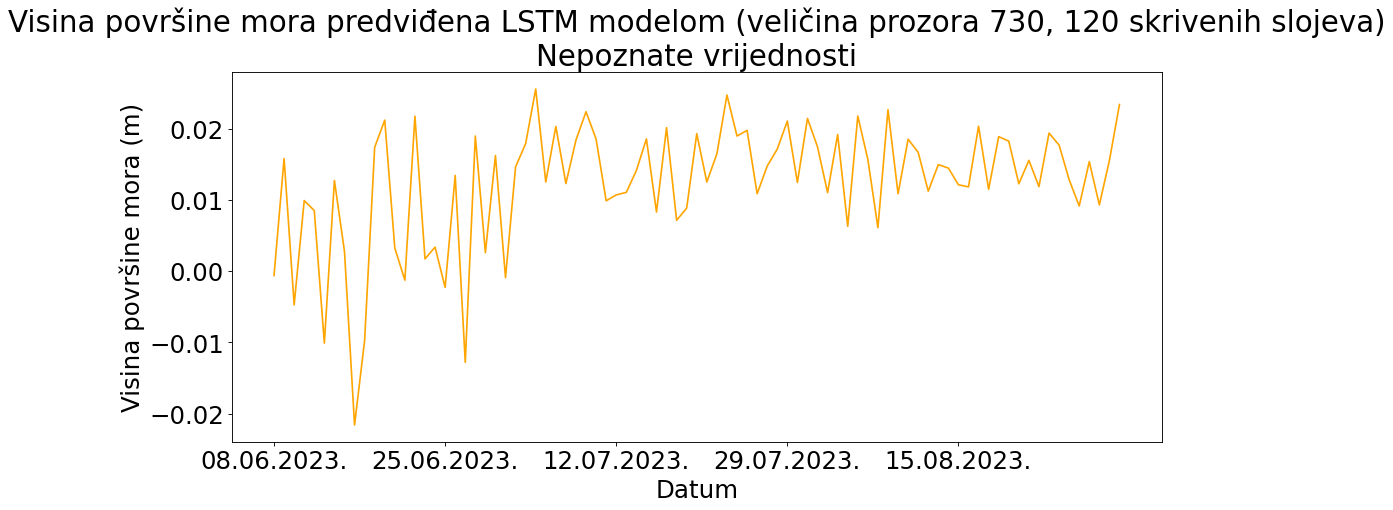 Visina površine mora predviđena LSTM modelom (veličina prozora 730, 120 skrivenih slojeva)
Nepoznate vrijednosti
Visina površine mora (m)
0.02
0.01
0.00
−0.01
−0.02
08.06.2023. 25.06.2023. 12.07.2023. 29.07.2023. 15.08.2023.
Datum